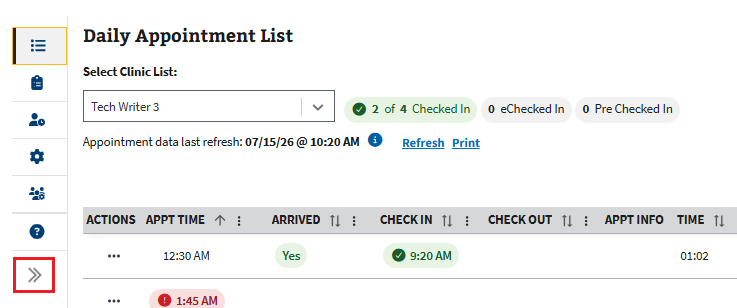 Daily Appointment List
Select Clinic List:
Tech Writer 3
2 of 4 Checked In
0 eChecked In
0 Pre Checked In
Appointment data last refresh: 07/15/26 @ 10:20 AM
Refresh Print
ACTIONS APPT TIME ARRIVED CHECK IN CHECK OUT APPT INFO TIME
12:30 AM Yes 9:20 AM 01:02
1:45 AM